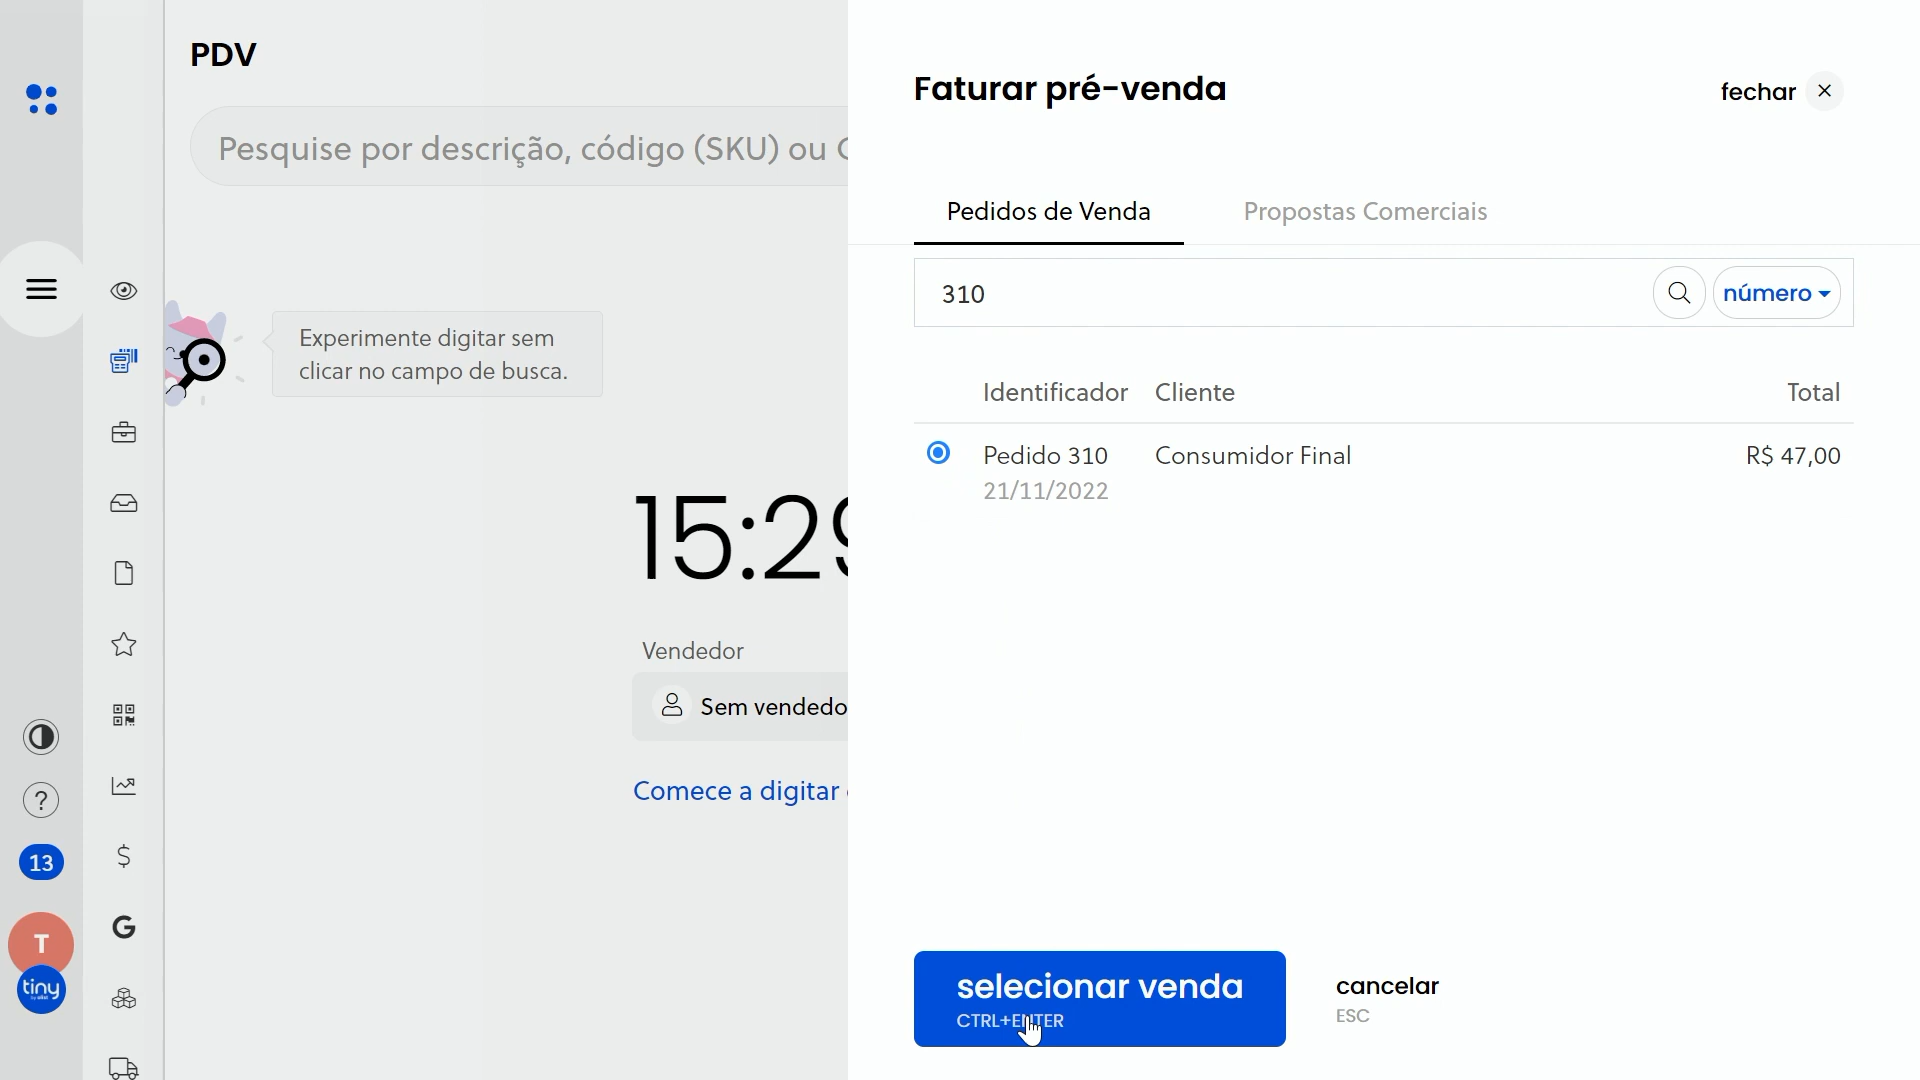 PDV
Pesquise por descrição, código (SKU) ou
Experimente digitar sem
clicar no campo de busca.
15:29
Vendedor
Sem vendedo
Comece a digitar
13
T
tiny
Faturar pré-venda
fechar
Pedidos de Venda
Propostas Comerciais
310
número
Identificador Cliente Total
Pedido 310 Consumidor Final R$ 47,00
21/11/2022
selecionar venda
CTRL+ENTER
cancelar
ESC